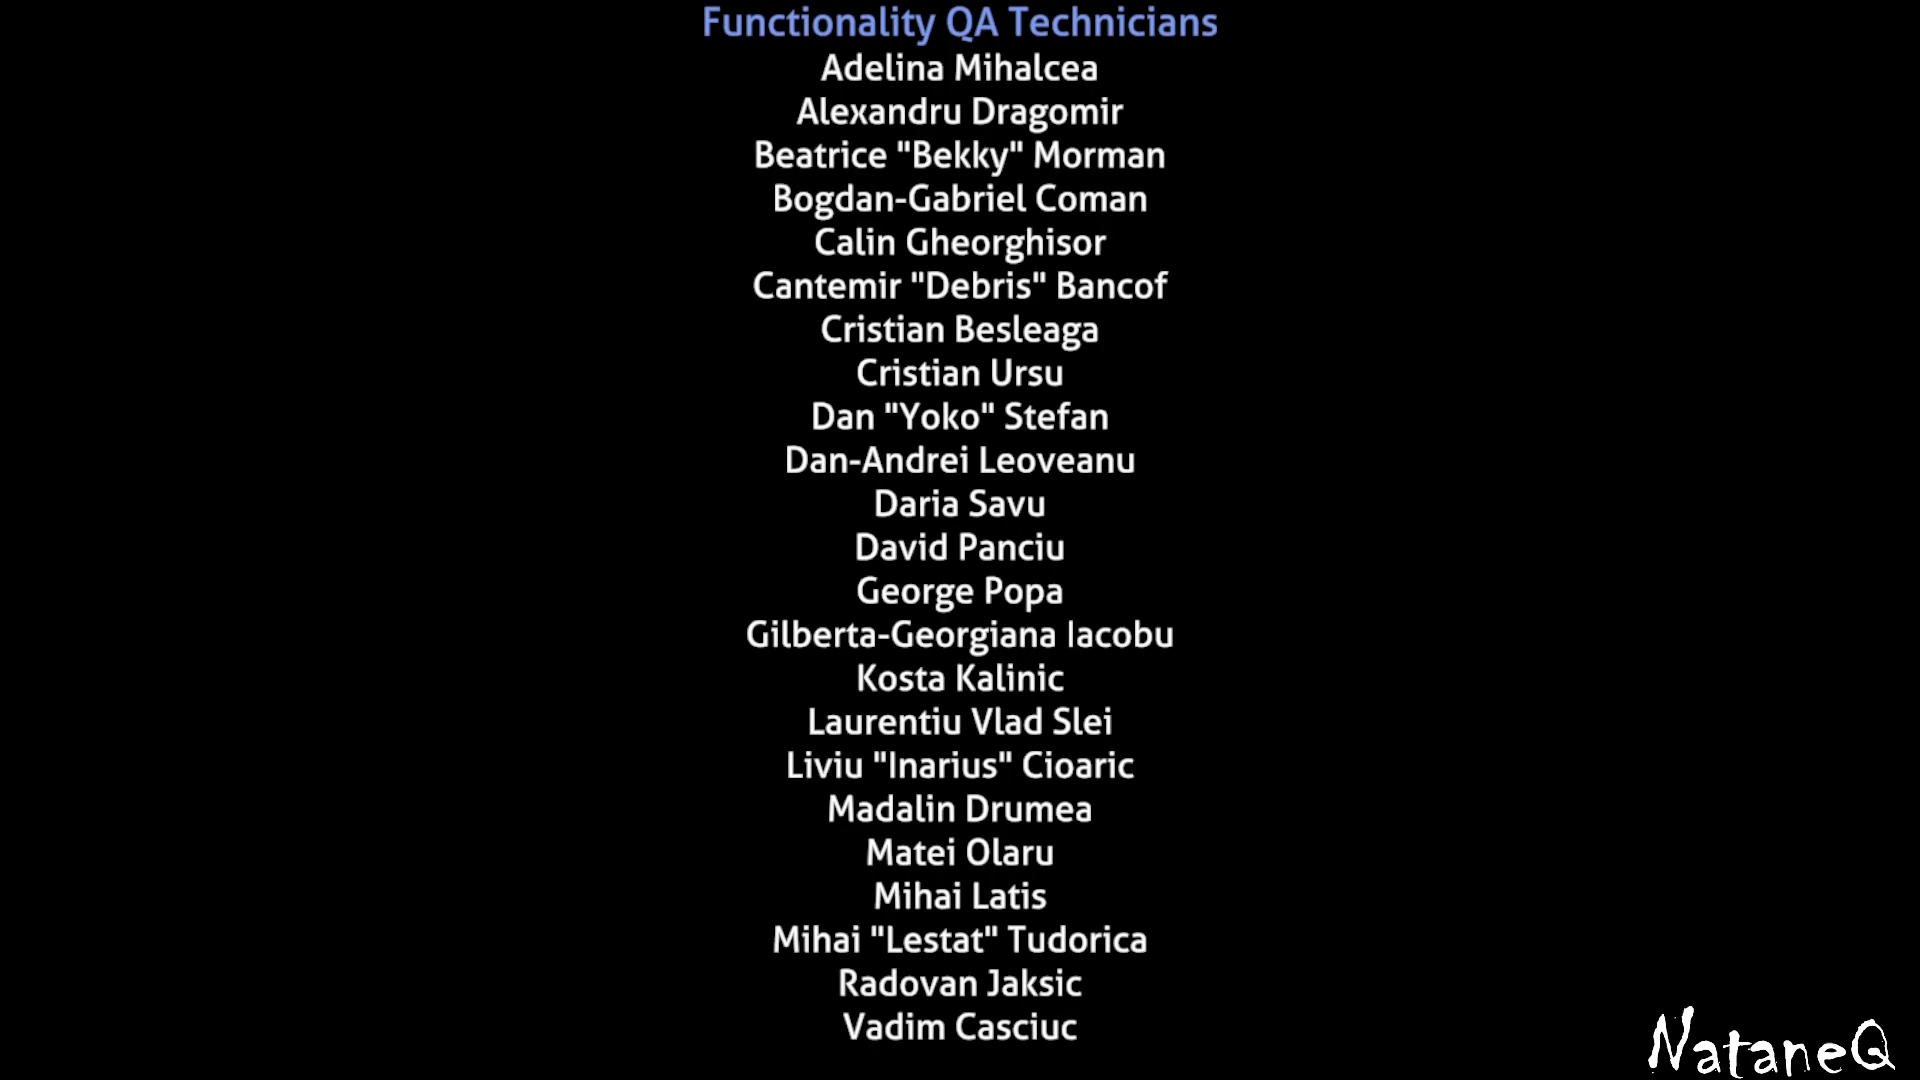 Functionality QA Technicians
Adelina Mihalcea
Alexandru Dragomir
Beatrice "Bekky" Morman
Bogdan-Gabriel Coman
Calin Gheorghisor
Cantemir "Debris" Bancof
Cristian Besleaga
Cristian Ursu
Dan "Yoko" Stefan
Dan-Andrei Leoveanu
Daria Savu
David Panciu
George Popa
Gilberta-Georgiana Iacobu
Kosta Kalinic
Laurentiu Vlad Slei
Liviu "Inarius" Cioaric
Madalin Drumea
Matei Olaru
Mihai Latis
Mihai "Lestat" Tudorica
Radovan Jaksic
Vadim Casciuc
NataneQ